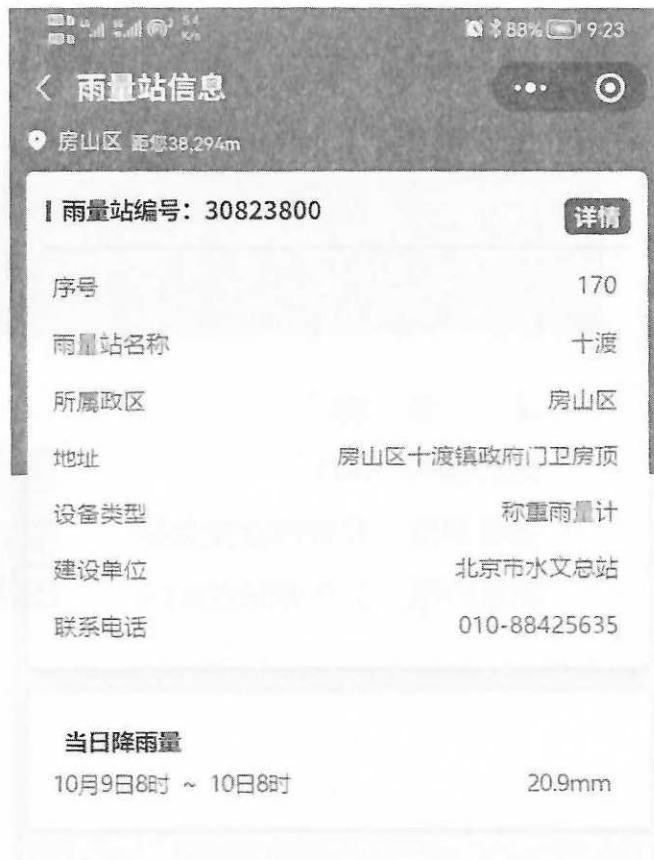 54 K/s 88% 9:23
雨量站信息
房山区 距您38,294m
雨量站编号：30823800 详情
序号 170
雨量站名称 十渡
所属政区 房山区
地址 房山区十渡镇政府门卫房顶
设备类型 称重雨量计
建设单位 北京市水文总站
联系电话 010-88425635
当日降雨量
10月9日8时 ~ 10日8时 20.9mm